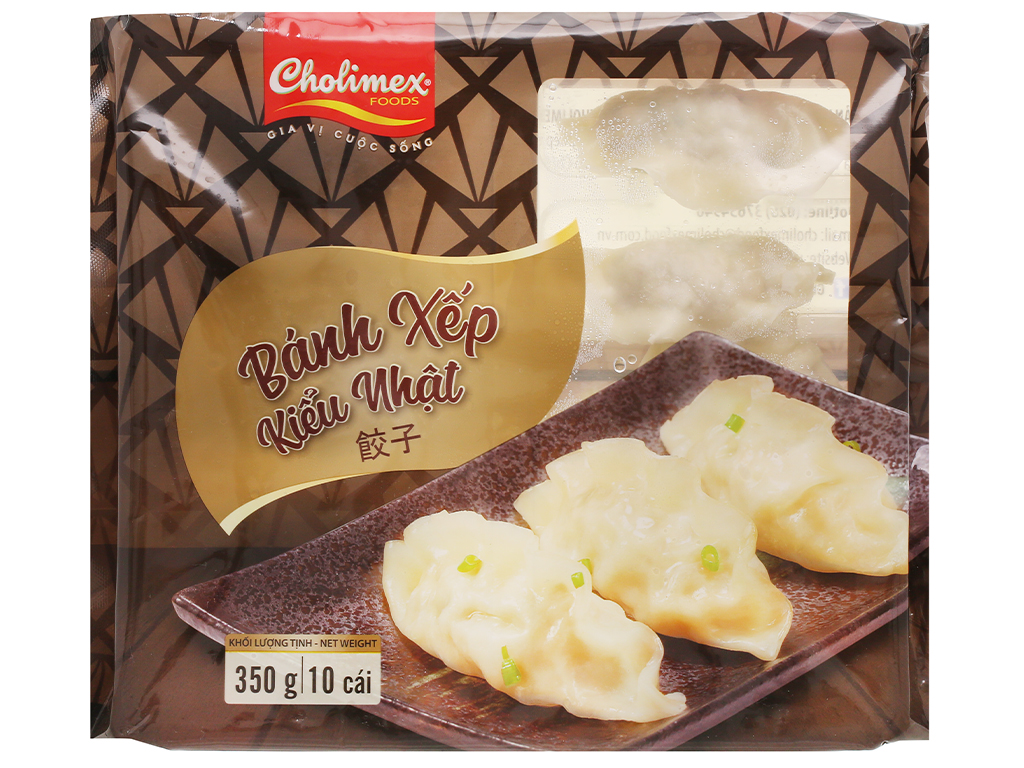 Cholimex®
FOODS
GIA VỊ CUỘC SỐNG
Bánh Xếp
Kiểu Nhật
餃子
KHỐI LƯỢNG TỊNH - NET WEIGHT
350 g 10 cái